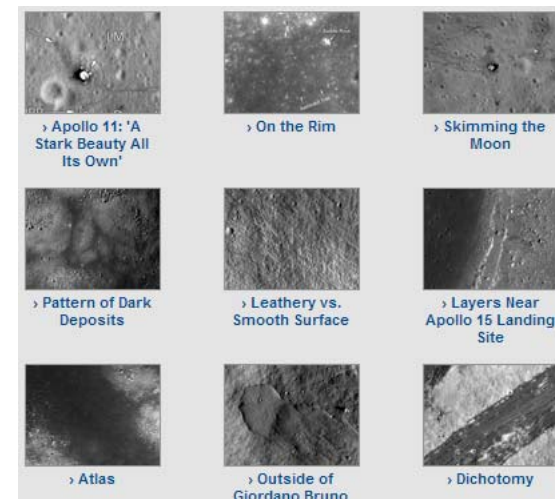 LM
› Apollo 11: 'A
Stark Beauty All
Its Own'
› On the Rim
› Skimming the
Moon
› Pattern of Dark
Deposits
› Leathery vs.
Smooth Surface
› Layers Near
Apollo 15 Landing
Site
› Atlas
› Outside of
Giordano Bruno
› Dichotomy